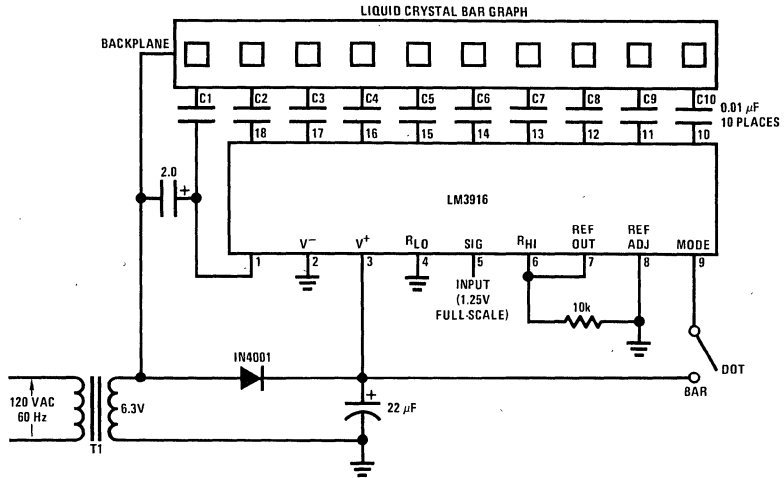 LIQUID CRYSTAL BAR GRAPH
BACKPLANE
C1 C2 C3 C4 C5 C6 C7 C8 C9 C10
0.01 μF
10 PLACES
18 17 16 15 14 13 12 11 10
2.0
+
LM3916
V⁻ V⁺ RLO SIG RHI REF OUT REF ADJ MODE
1 2 3 4 5 6 7 8 9
INPUT
(1.25V
FULL-SCALE)
10k
DOT
BAR
IN4001
+
22 μF
120 VAC
60 Hz
6.3V
T1